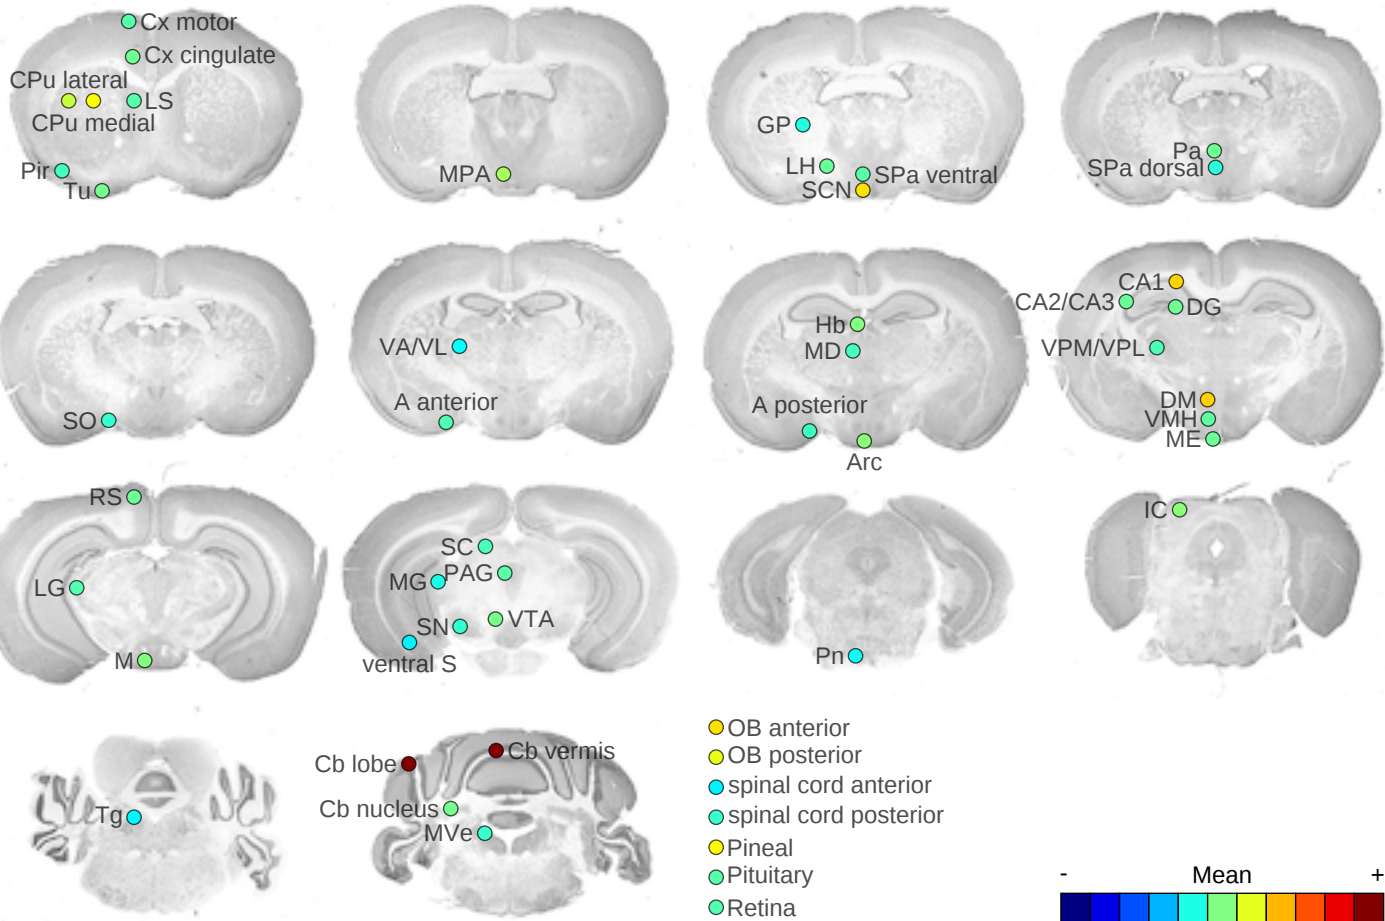 Cx motor
Cx cingulate
CPu lateral
LS
CPu medial
Pir
Tu
MPA
GP
LH
SPa ventral
SCN
Pa
SPa dorsal
SO
VA/VL
A anterior
Hb
MD
A posterior
Arc
CA1
CA2/CA3
DG
VPM/VPL
DM
VMH
ME
RS
LG
M
SC
MG
PAG
SN
VTA
ventral S
Pn
IC
Tg
Cb lobe
Cb vermis
Cb nucleus
MVe
OB anterior
OB posterior
spinal cord anterior
spinal cord posterior
Pineal
Pituitary
Retina
- Mean +